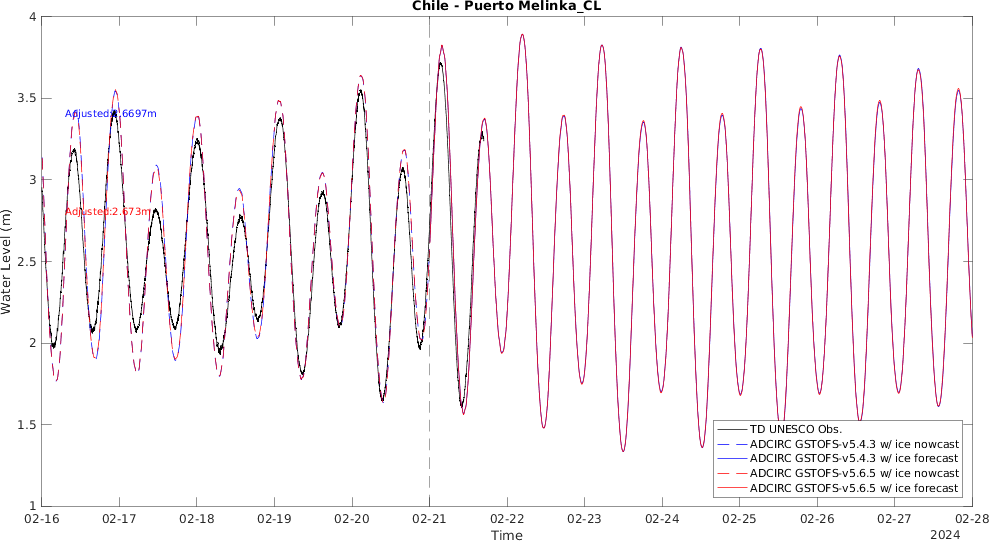 Chile - Puerto Melinka_CL
4
3.5
3
2.5
2
1.5
1
Water Level (m)
Adjusted:2.6697m
Adjusted:2.673m
TD UNESCO Obs.
ADCIRC GSTOFS-v5.4.3 w/ ice nowcast
ADCIRC GSTOFS-v5.4.3 w/ ice forecast
ADCIRC GSTOFS-v5.6.5 w/ ice nowcast
ADCIRC GSTOFS-v5.6.5 w/ ice forecast
02-16 02-17 02-18 02-19 02-20 02-21 02-22 02-23 02-24 02-25 02-26 02-27 02-28
Time
2024